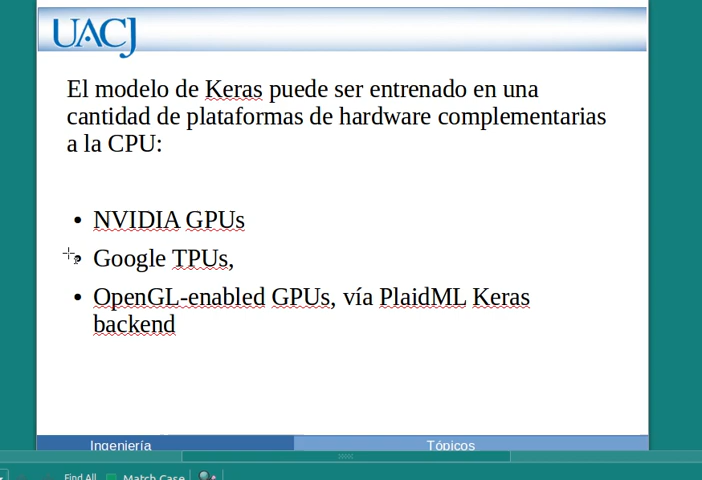 UACJ
El modelo de Keras puede ser entrenado en una
cantidad de plataformas de hardware complementarias
a la CPU:
• NVIDIA GPUs
• Google TPUs,
• OpenGL-enabled GPUs, vía PlaidML Keras
backend
Ingeniería Tópicos
Find All Match Case